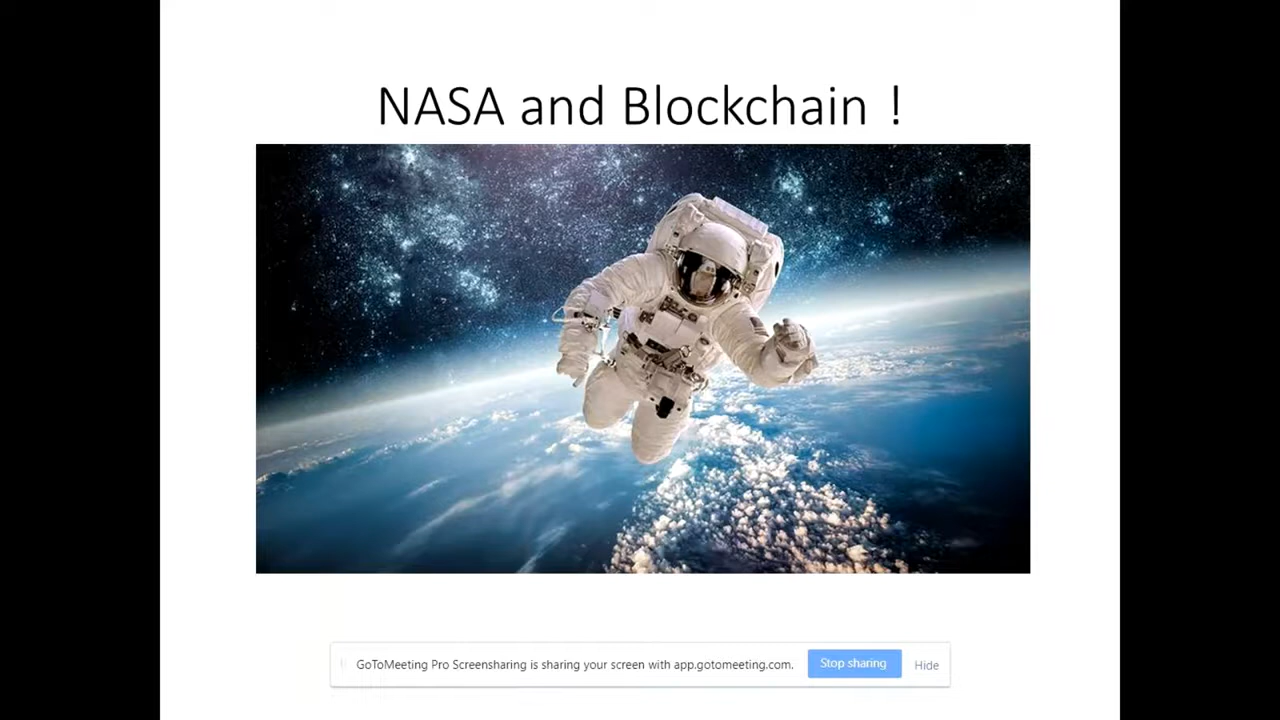 NASA and Blockchain !
GoToMeeting Pro Screensharing is sharing your screen with app.gotomeeting.com.
Stop sharing
Hide